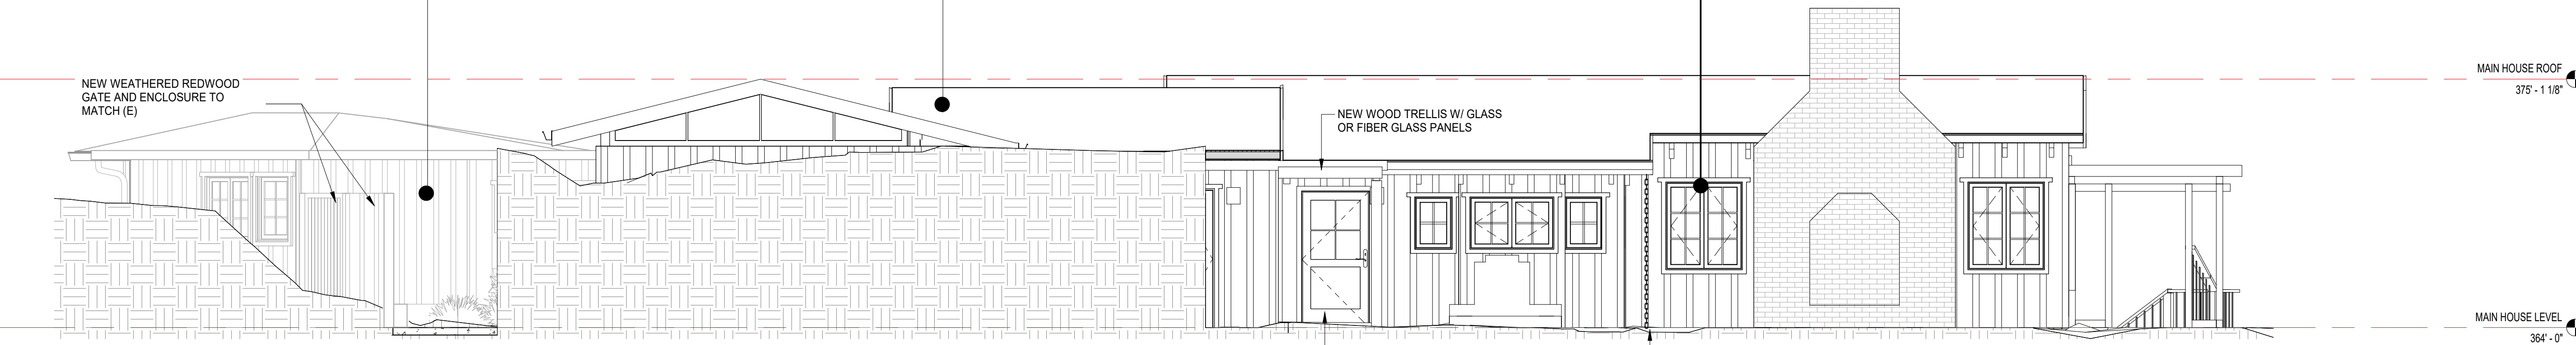 NEW WEATHERED REDWOOD
GATE AND ENCLOSURE TO
MATCH (E)
NEW WOOD TRELLIS W/ GLASS
OR FIBER GLASS PANELS
MAIN HOUSE ROOF
375' - 1 1/8"
MAIN HOUSE LEVEL
364' - 0"